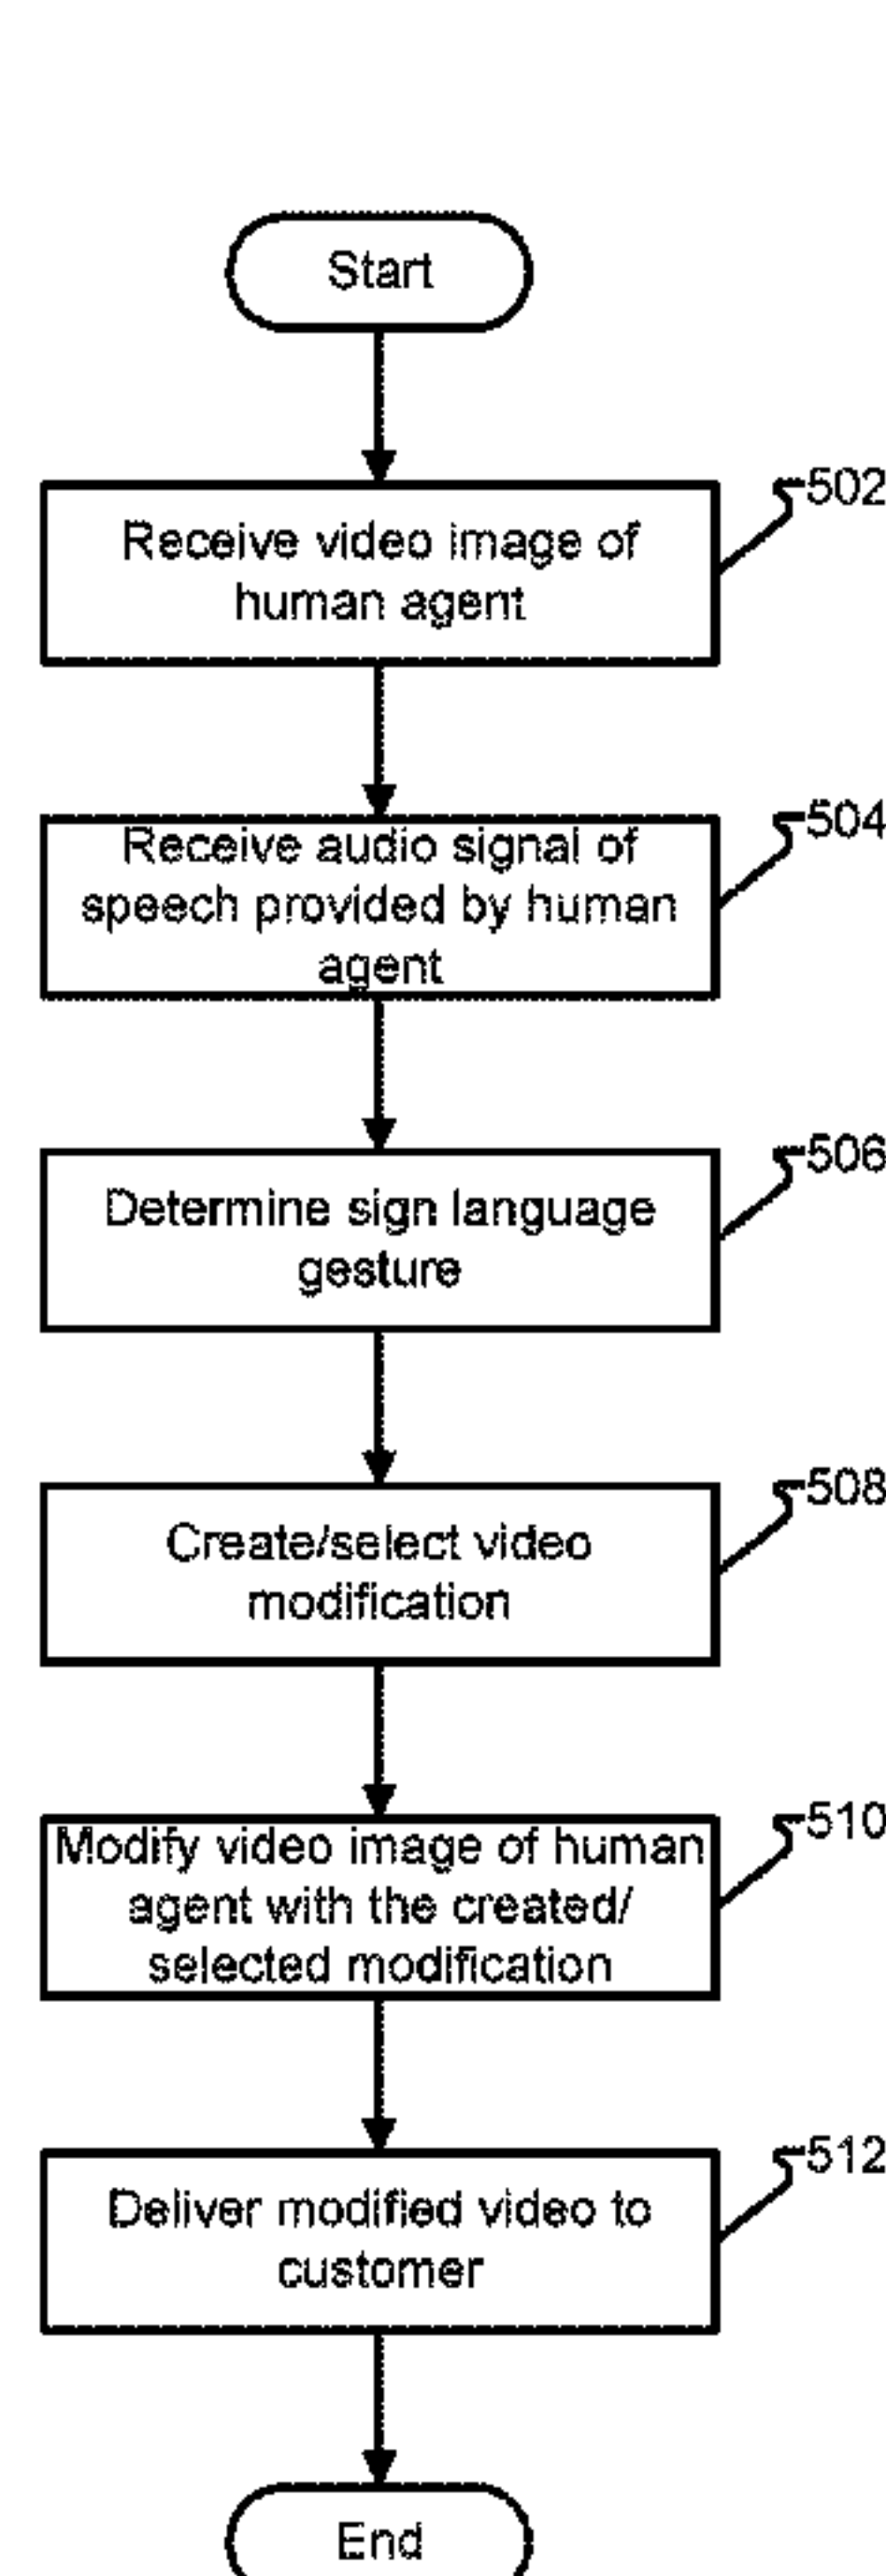 Start
502
Receive video image of
human agent
504
Receive audio signal of
speech provided by human
agent
506
Determine sign language
gesture
508
Create/select video
modification
510
Modify video image of human
agent with the created/
selected modification
512
Deliver modified video to
customer
End